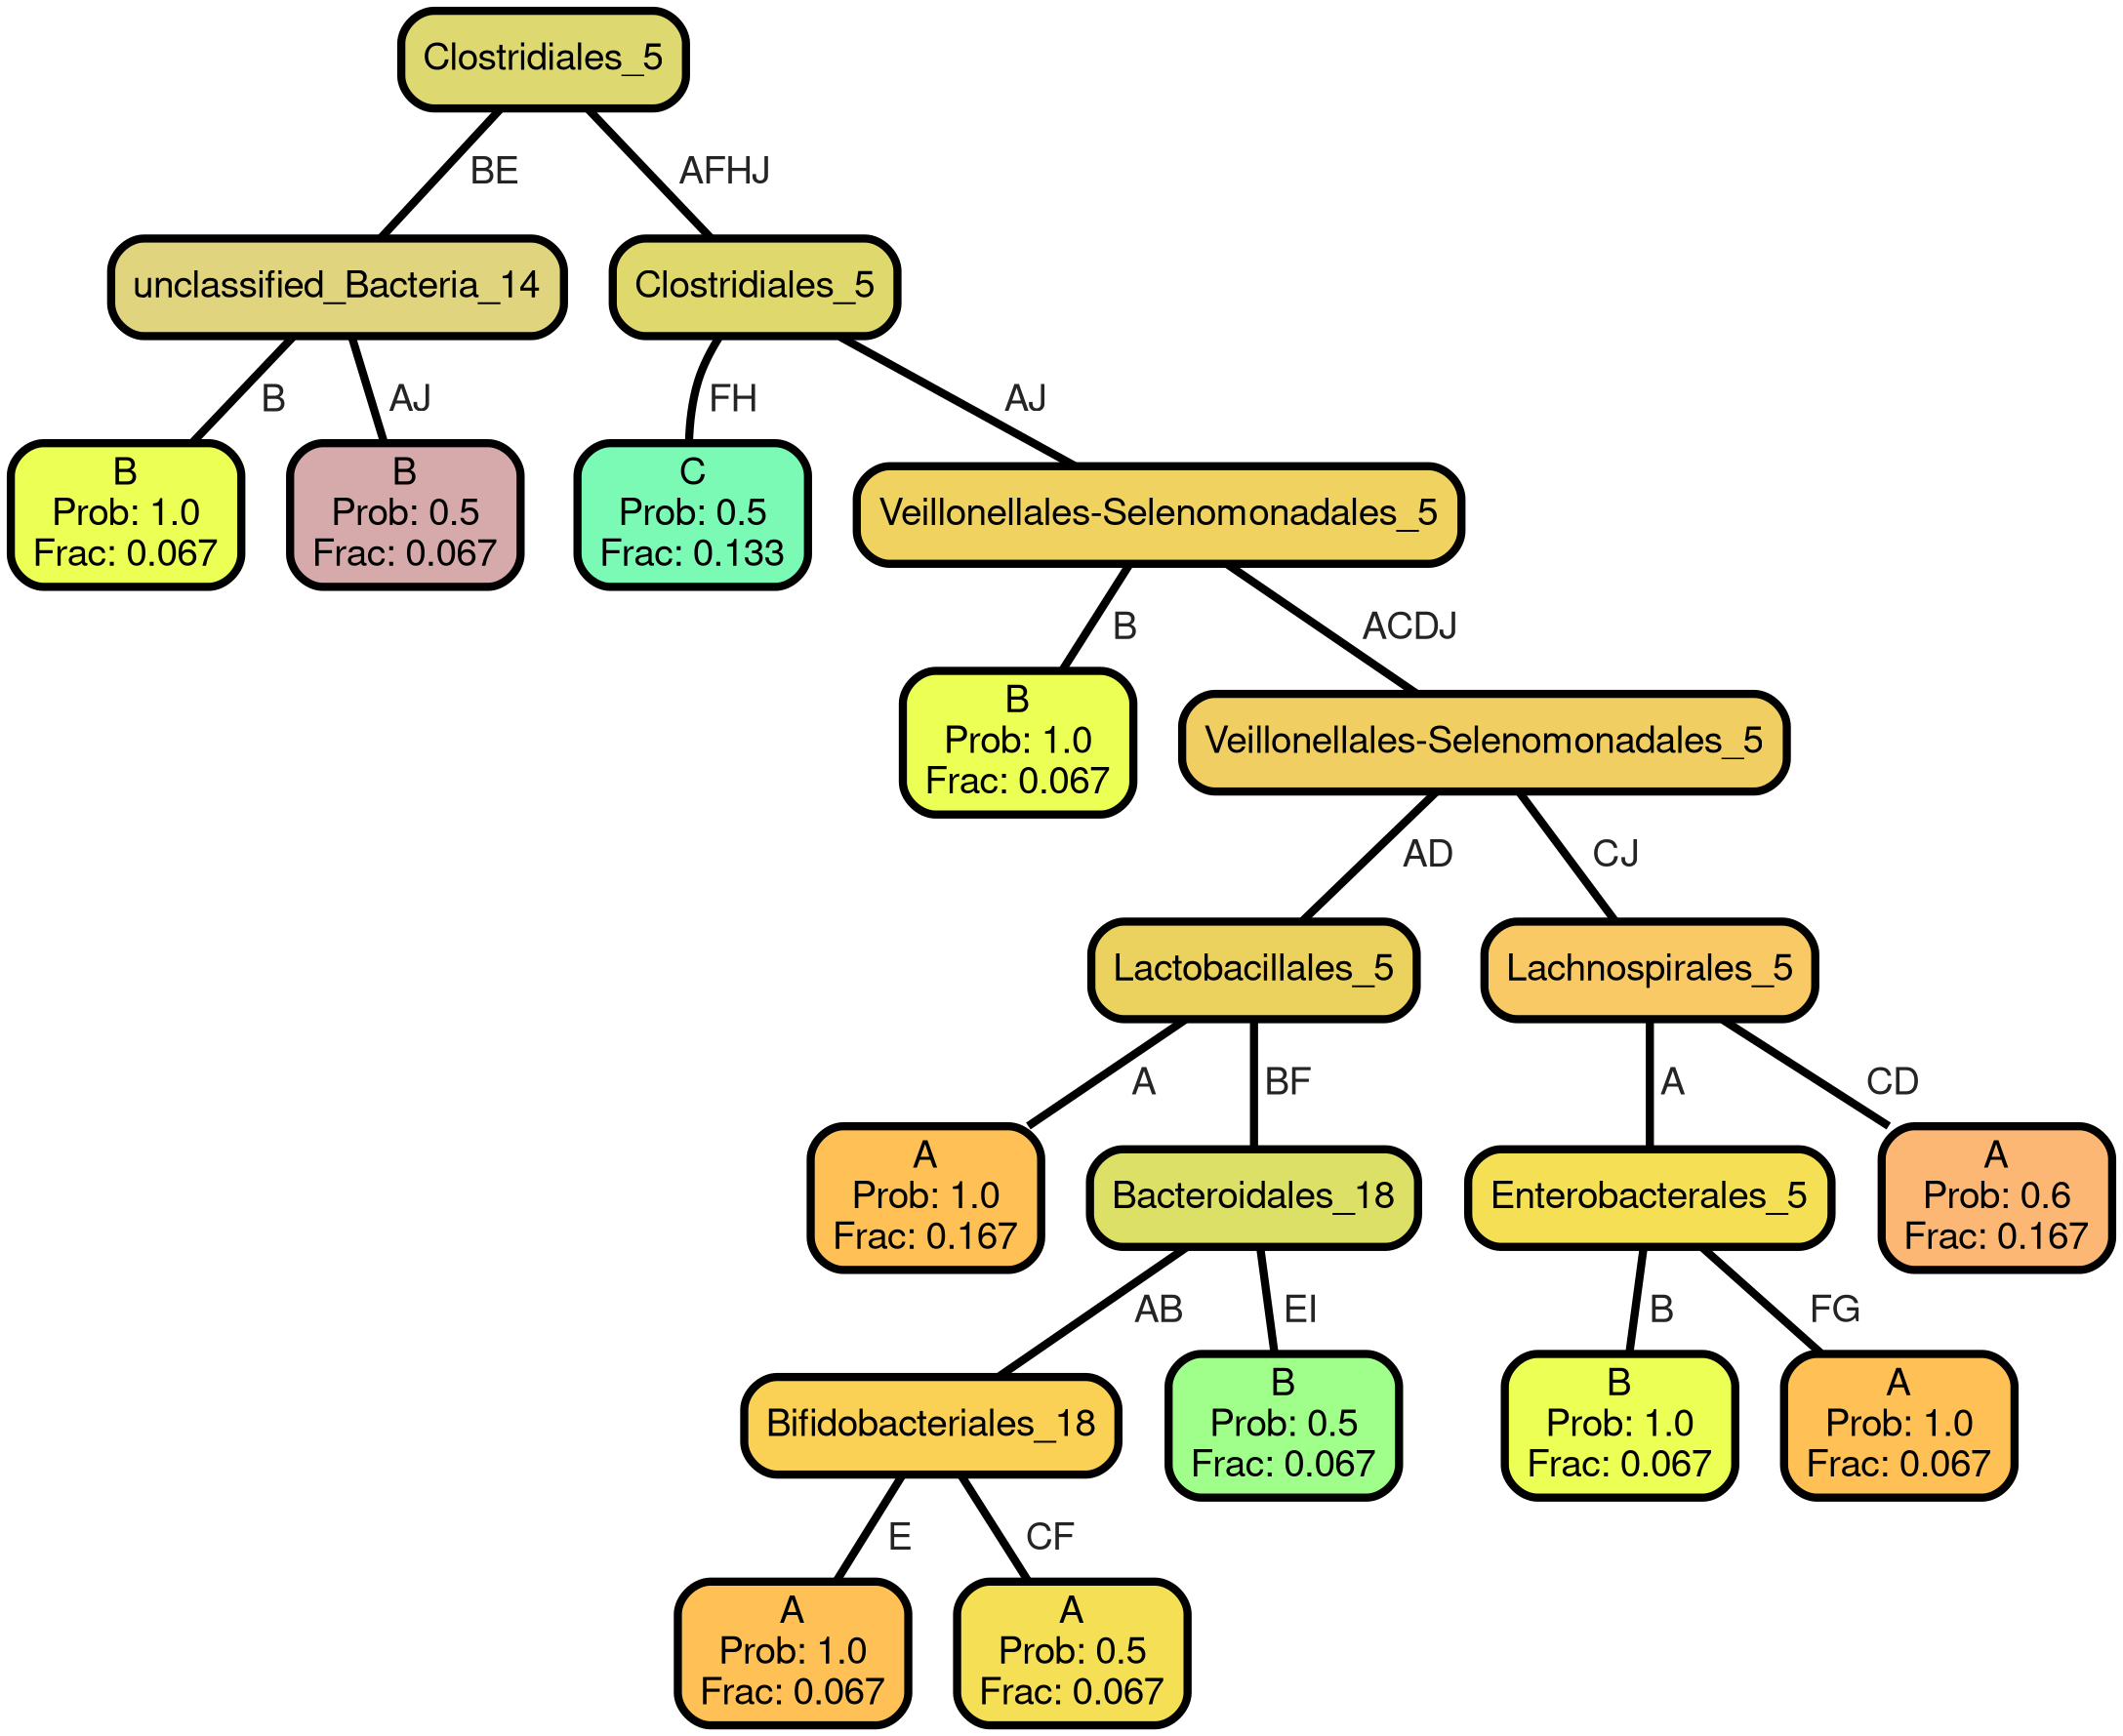 Clostridiales_5
BE
AFHJ
unclassified_Bacteria_14
Clostridiales_5
B
AJ
FH
AJ
B
Prob: 1.0
Frac: 0.067
B
Prob: 0.5
Frac: 0.067
C
Prob: 0.5
Frac: 0.133
Veillonellales-Selenomonadales_5
B
ACDJ
B
Prob: 1.0
Frac: 0.067
Veillonellales-Selenomonadales_5
AD
CJ
Lactobacillales_5
Lachnospirales_5
A
BF
A
CD
A
Prob: 1.0
Frac: 0.167
Bacteroidales_18
Enterobacterales_5
A
Prob: 0.6
Frac: 0.167
AB
EI
B
FG
Bifidobacteriales_18
B
Prob: 0.5
Frac: 0.067
B
Prob: 1.0
Frac: 0.067
A
Prob: 1.0
Frac: 0.067
E
CF
A
Prob: 1.0
Frac: 0.067
A
Prob: 0.5
Frac: 0.067